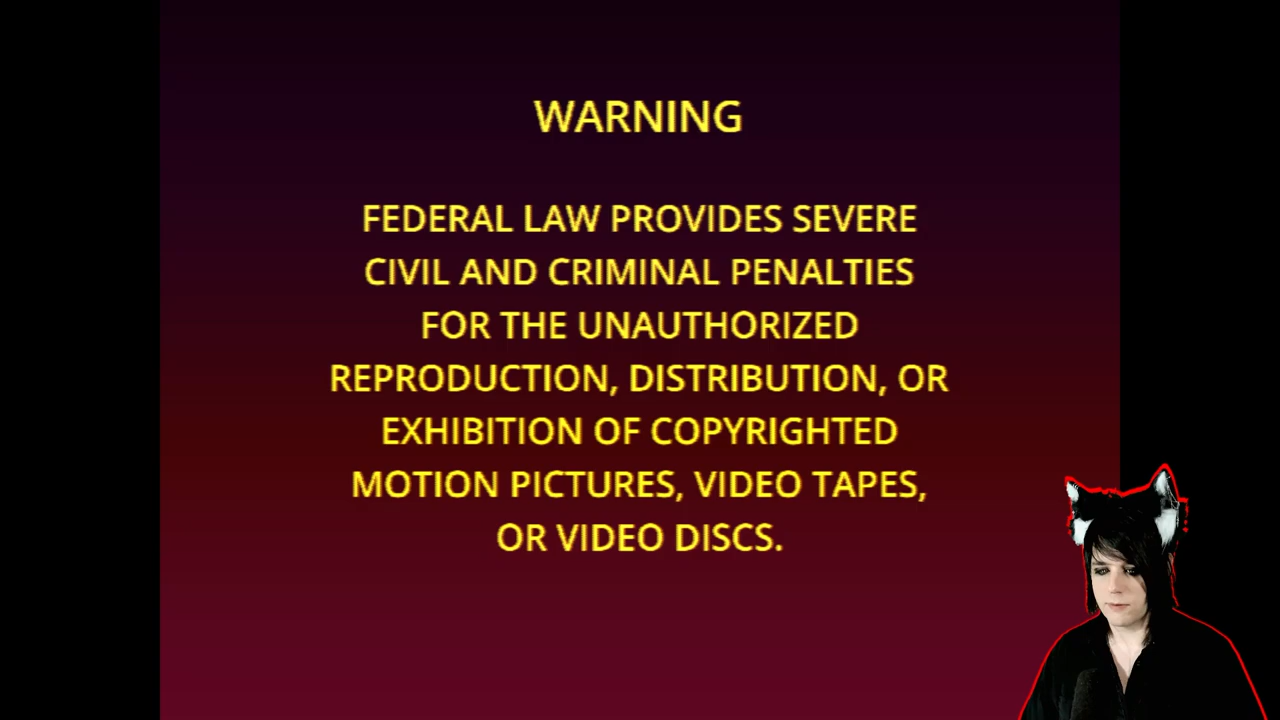 WARNING
FEDERAL LAW PROVIDES SEVERE
CIVIL AND CRIMINAL PENALTIES
FOR THE UNAUTHORIZED
REPRODUCTION, DISTRIBUTION, OR
EXHIBITION OF COPYRIGHTED
MOTION PICTURES, VIDEO TAPES,
OR VIDEO DISCS.